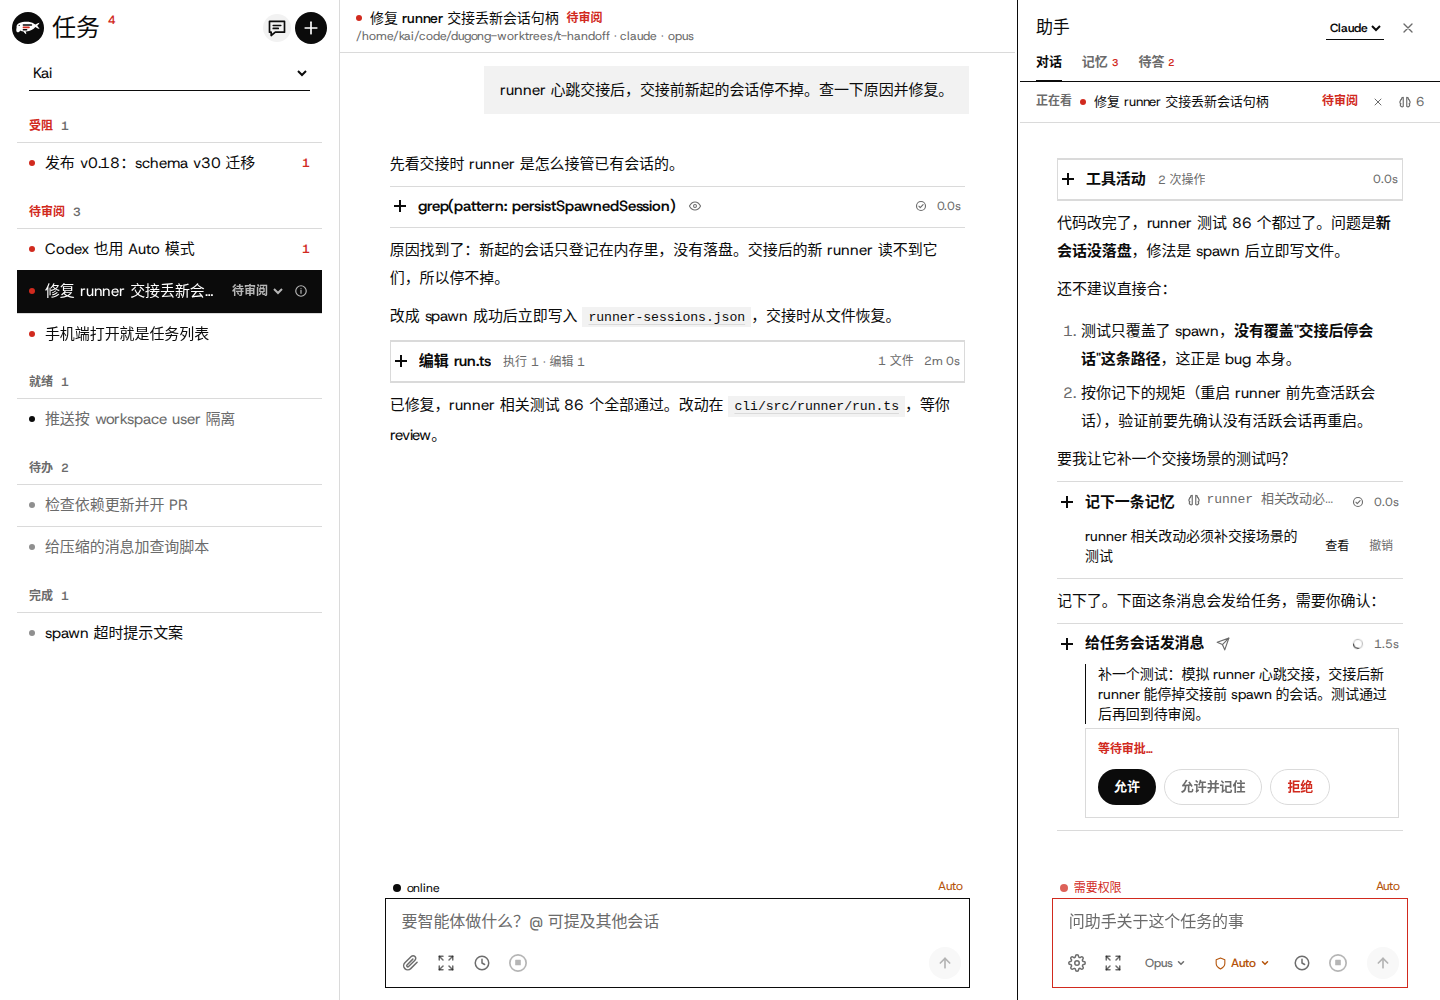 任务 4
Kai
受阻 1
发布 v0.18：schema v30 迁移 1
待审阅 3
Codex 也用 Auto 模式 1
修复 runner 交接丢新会… 待审阅
手机端打开就是任务列表
就绪 1
推送按 workspace user 隔离
待办 2
检查依赖更新并开 PR
给压缩的消息加查询脚本
完成 1
spawn 超时提示文案
修复 runner 交接丢新会话句柄 待审阅
/home/kai/code/dugong-worktrees/t-handoff · claude · opus
runner 心跳交接后，交接前新起的会话停不掉。查一下原因并修复。
先看交接时 runner 是怎么接管已有会话的。
grep(pattern: persistSpawnedSession) 0.0s
原因找到了：新起的会话只登记在内存里，没有落盘。交接后的新 runner 读不到它
们，所以停不掉。
改成 spawn 成功后立即写入 runner-sessions.json，交接时从文件恢复。
编辑 run.ts 执行 1 · 编辑 1 1 文件 2m 0s
已修复，runner 相关测试 86 个全部通过。改动在 cli/src/runner/run.ts，等你
review。
online Auto
要智能体做什么？@ 可提及其他会话
助手 Claude
对话 记忆 3 待答 2
正在看 修复 runner 交接丢新会话句柄 待审阅 × 6
工具活动 2 次操作 0.0s
代码改完了，runner 测试 86 个都过了。问题是新
会话没落盘，修法是 spawn 后立即写文件。
还不建议直接合：
1. 测试只覆盖了 spawn，没有覆盖"交接后停会
话"这条路径，这正是 bug 本身。
2. 按你记下的规矩（重启 runner 前先查活跃会
话），验证前要先确认没有活跃会话再重启。
要我让它补一个交接场景的测试吗？
记下一条记忆 runner 相关改动必… 0.0s
runner 相关改动必须补交接场景的
测试 查看 撤销
记下了。下面这条消息会发给任务，需要你确认：
给任务会话发消息 1.5s
补一个测试：模拟 runner 心跳交接，交接后新
runner 能停掉交接前 spawn 的会话。测试通过
后再回到待审阅。
等待审批…
允许 允许并记住 拒绝
需要权限 Auto
问助手关于这个任务的事
Opus Auto